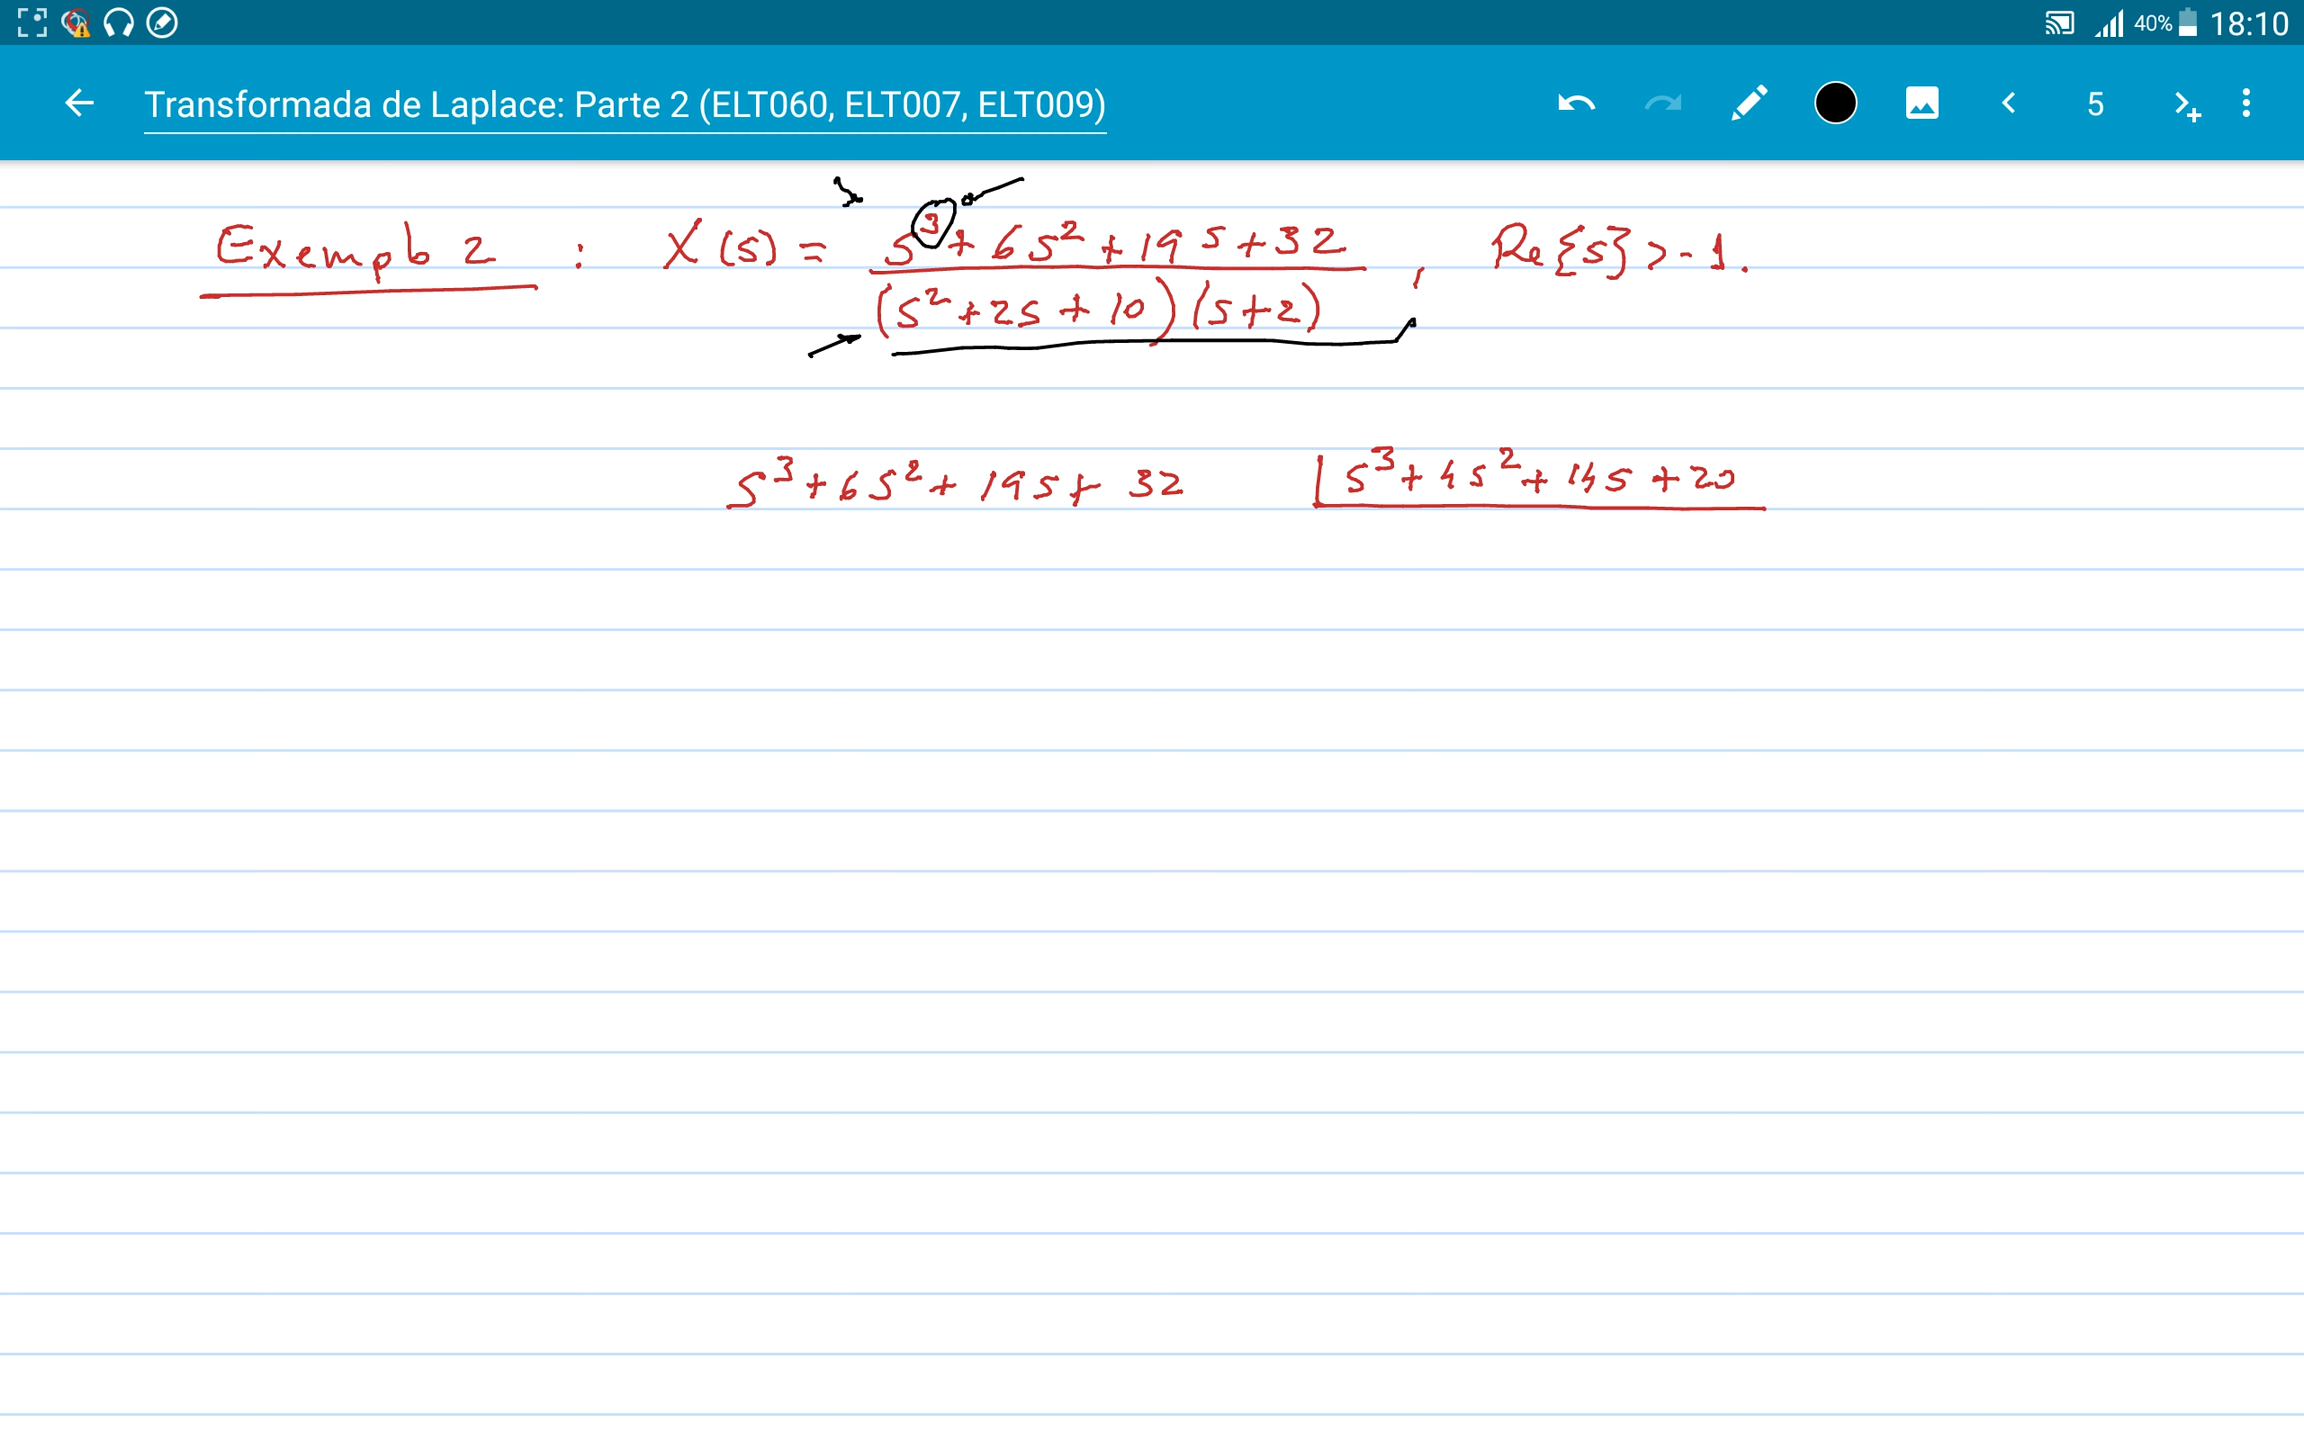 40% 18:10
Transformada de Laplace: Parte 2 (ELT060, ELT007, ELT009) 5
Exemplo 2 : X(s) = s³ + 6s² + 19s + 32 , Re{s} > -1.
(s² + 2s + 10)(s+2)
s³ + 6s² + 19s + 32 | s³ + 4s² + 14s + 20